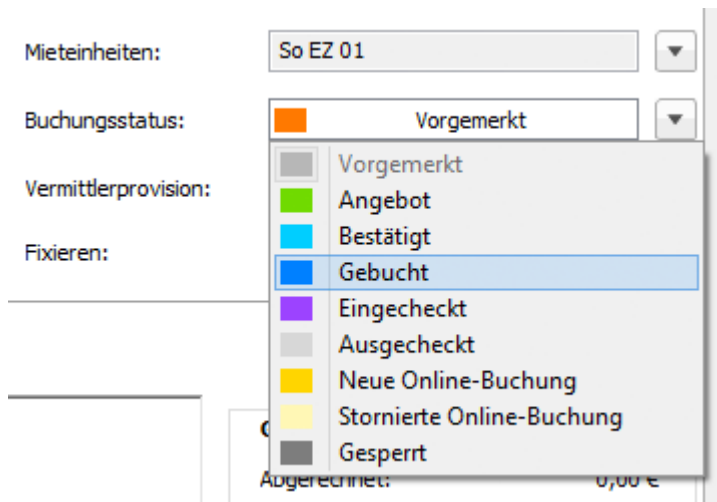 Mieteinheiten:
So EZ 01
Buchungsstatus:
Vorgemerkt
Vorgemerkt
Angebot
Bestätigt
Gebucht
Eingecheckt
Ausgecheckt
Neue Online-Buchung
Stornierte Online-Buchung
Gesperrt
Vermittlerprovision:
Fixieren:
Abgerechnet: 0,00 €